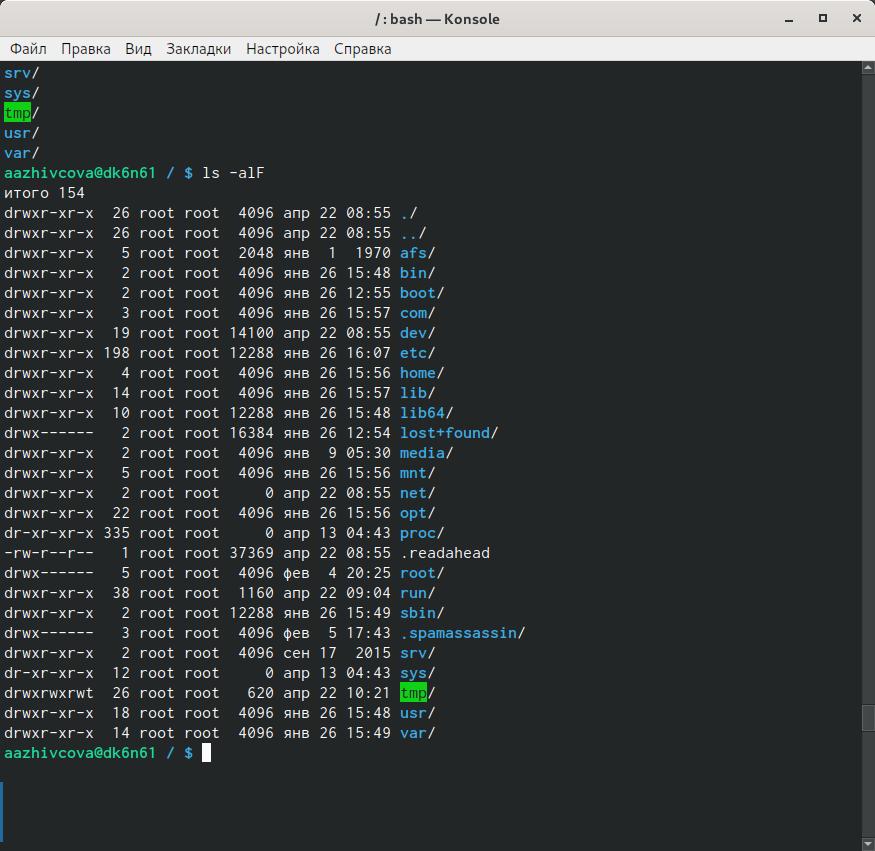 / : bash — Konsole
Файл Правка Вид Закладки Настройка Справка
srv/
sys/
tmp/
usr/
var/
aazhivcova@dk6n61 / $ ls -alF
итого 154
drwxr-xr-x  26 root root  4096 апр 22 08:55 ./
drwxr-xr-x  26 root root  4096 апр 22 08:55 ../
drwxr-xr-x   5 root root  2048 янв  1  1970 afs/
drwxr-xr-x   2 root root  4096 янв 26 15:48 bin/
drwxr-xr-x   2 root root  4096 янв 26 12:55 boot/
drwxr-xr-x   3 root root  4096 янв 26 15:57 com/
drwxr-xr-x  19 root root 14100 апр 22 08:55 dev/
drwxr-xr-x 198 root root 12288 янв 26 16:07 etc/
drwxr-xr-x   4 root root  4096 янв 26 15:56 home/
drwxr-xr-x  14 root root  4096 янв 26 15:57 lib/
drwxr-xr-x  10 root root 12288 янв 26 15:48 lib64/
drwx------   2 root root 16384 янв 26 12:54 lost+found/
drwxr-xr-x   2 root root  4096 янв  9 05:30 media/
drwxr-xr-x   5 root root  4096 янв 26 15:56 mnt/
drwxr-xr-x   2 root root     0 апр 22 08:55 net/
drwxr-xr-x  22 root root  4096 янв 26 15:56 opt/
dr-xr-xr-x 335 root root     0 апр 13 04:43 proc/
-rw-r--r--   1 root root 37369 апр 22 08:55 .readahead
drwx------   5 root root  4096 фев  4 20:25 root/
drwxr-xr-x  38 root root  1160 апр 22 09:04 run/
drwxr-xr-x   2 root root 12288 янв 26 15:49 sbin/
drwx------   3 root root  4096 фев  5 17:43 .spamassassin/
drwxr-xr-x   2 root root  4096 сен 17  2015 srv/
dr-xr-xr-x  12 root root     0 апр 13 04:43 sys/
drwxrwxrwt  26 root root   620 апр 22 10:21 tmp/
drwxr-xr-x  18 root root  4096 янв 26 15:48 usr/
drwxr-xr-x  14 root root  4096 янв 26 15:49 var/
aazhivcova@dk6n61 / $